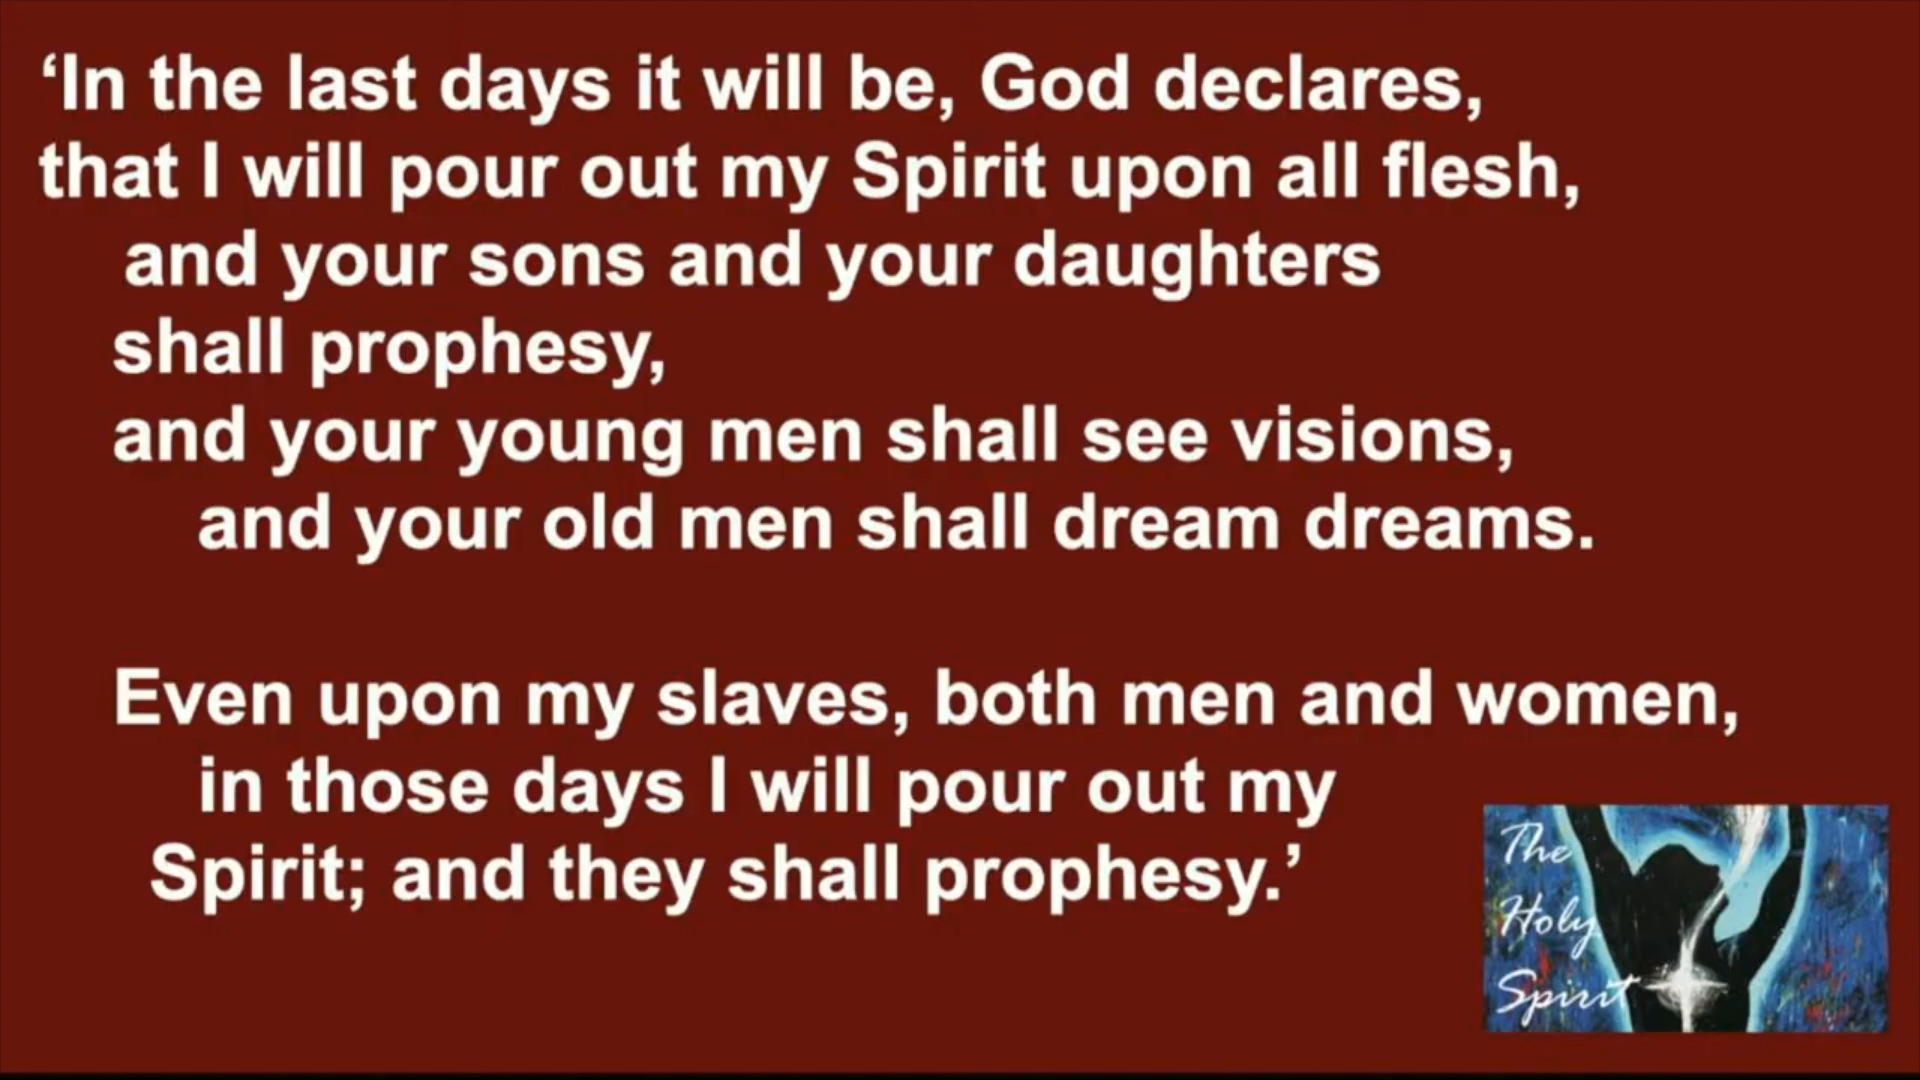 ‘In the last days it will be, God declares,
that I will pour out my Spirit upon all flesh,
and your sons and your daughters
shall prophesy,
and your young men shall see visions,
and your old men shall dream dreams.
Even upon my slaves, both men and women,
in those days I will pour out my
Spirit; and they shall prophesy.’
The
Holy
Spirit